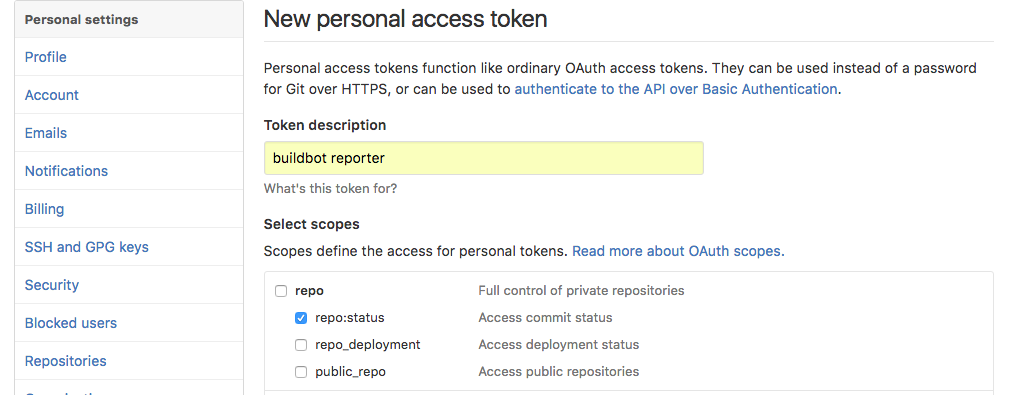 Personal settings
Profile
Account
Emails
Notifications
Billing
SSH and GPG keys
Security
Blocked users
Repositories
New personal access token
Personal access tokens function like ordinary OAuth access tokens. They can be used instead of a password
for Git over HTTPS, or can be used to authenticate to the API over Basic Authentication.
Token description
buildbot reporter
What's this token for?
Select scopes
Scopes define the access for personal tokens. Read more about OAuth scopes.
repo Full control of private repositories
repo:status Access commit status
repo_deployment Access deployment status
public_repo Access public repositories